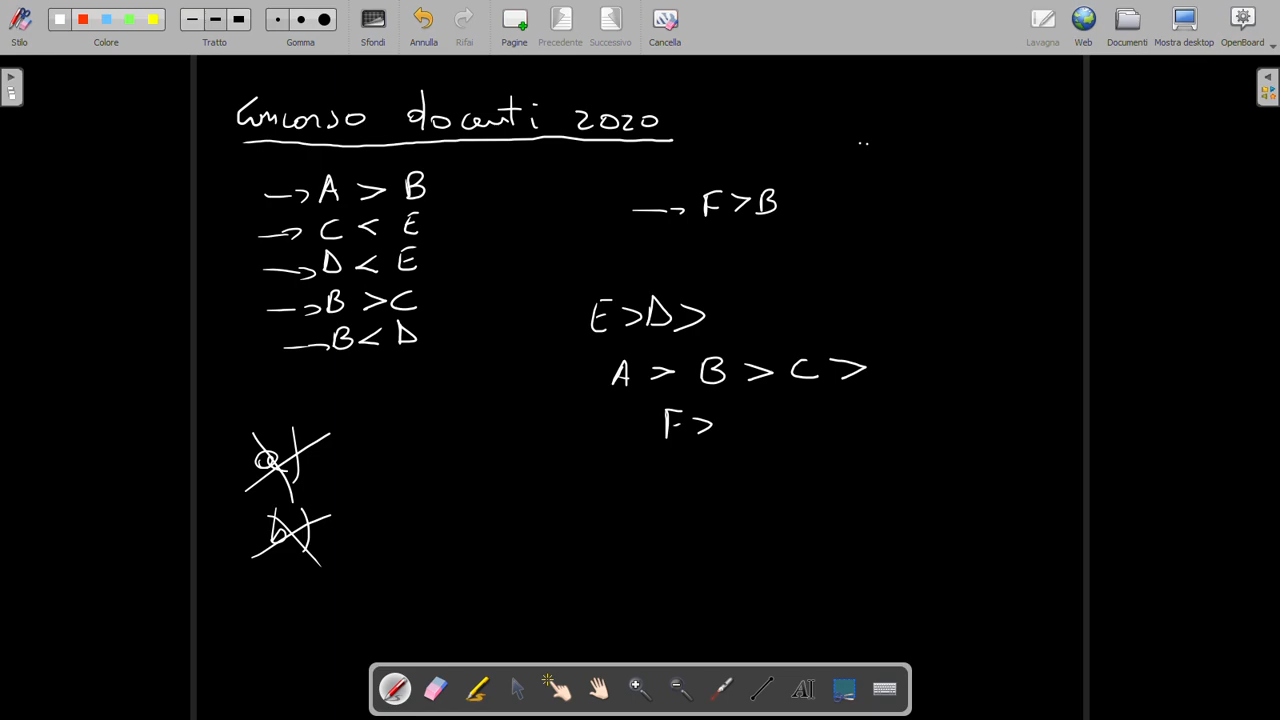 Stilo Colore Tratto Gomma Sfondi Annulla Rifai Pagine Precedente Successivo Cancella Lavagna Web Documenti Mostra desktop OpenBoard
Concorso docenti 2020
→ A > B
→ C < E
→ D < E
→ B > C
→ B < D
a)
b)
→ F > B
E > D >
A > B > C >
F >
AI